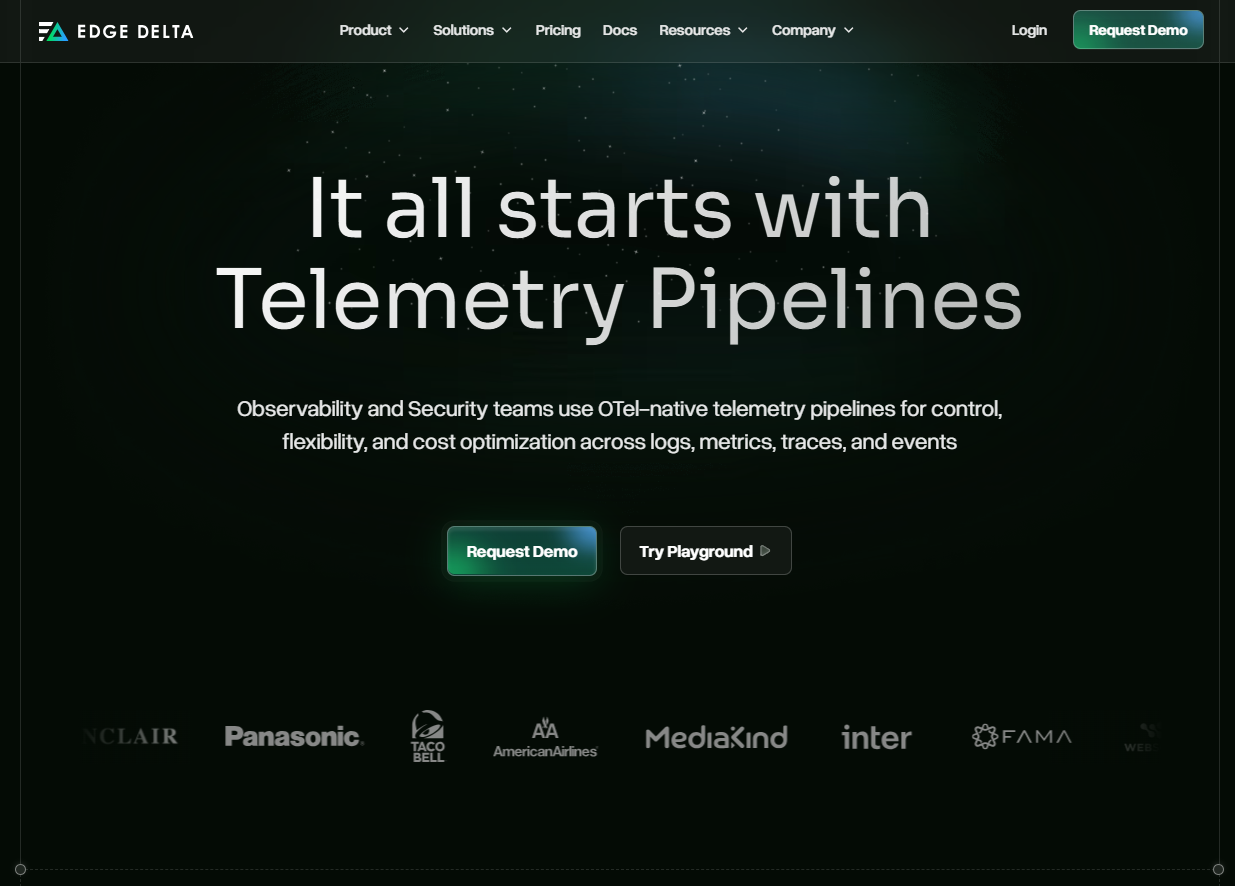 EDGE DELTA
Product
Solutions
Pricing
Docs
Resources
Company
Login
Request Demo
It all starts with
Telemetry Pipelines
Observability and Security teams use OTel-native telemetry pipelines for control,
flexibility, and cost optimization across logs, metrics, traces, and events
Request Demo
Try Playground
NCLAIR
Panasonic
TACO
BELL
AmericanAirlines
MediaKind
inter
FAMA